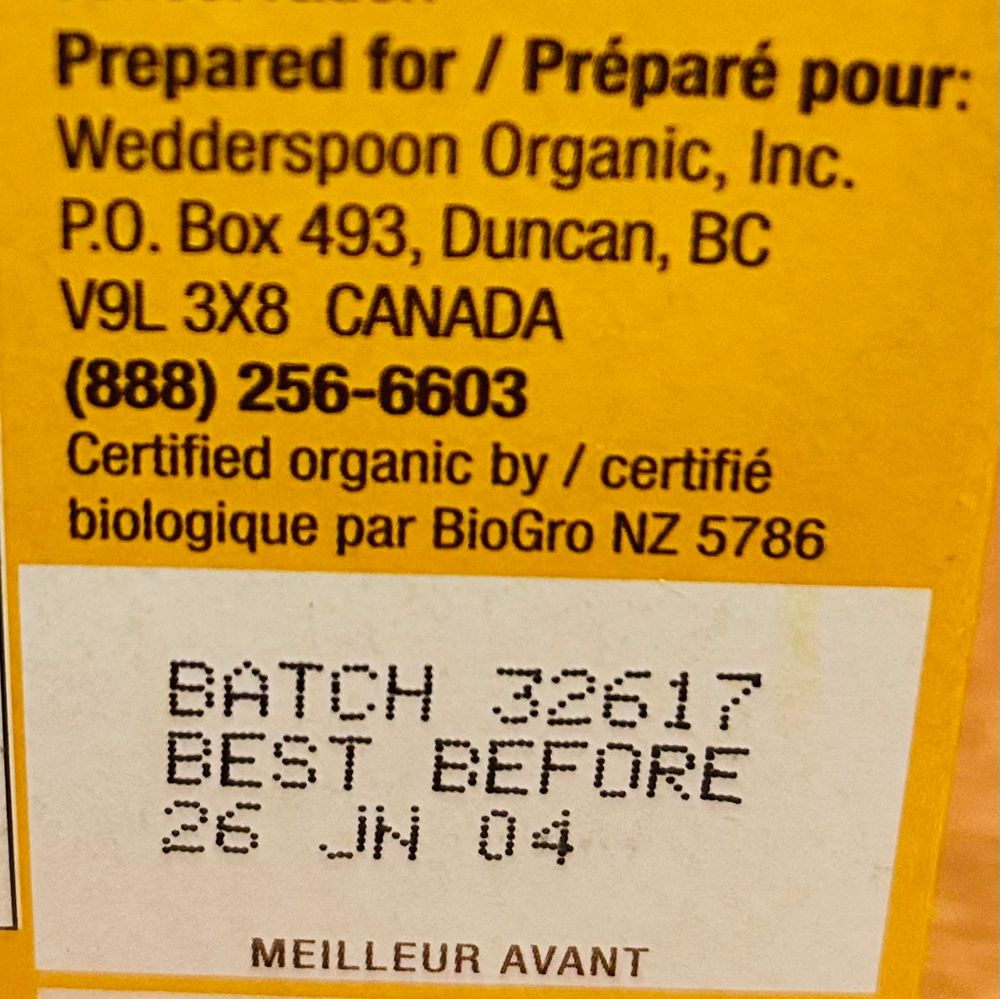 Prepared for / Préparé pour:
Wedderspoon Organic, Inc.
P.O. Box 493, Duncan, BC
V9L 3X8 CANADA
(888) 256-6603
Certified organic by / certifié
biologique par BioGro NZ 5786
BATCH 32617
BEST BEFORE
26 JN 04
MEILLEUR AVANT